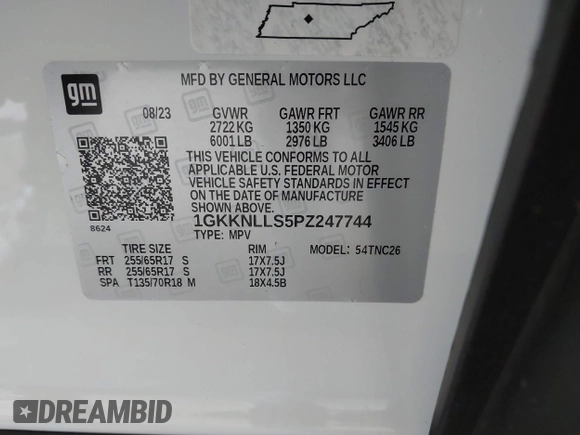 gm
MFD BY GENERAL MOTORS LLC
08/23 GVWR GAWR FRT GAWR RR
2722 KG 1350 KG 1545 KG
6001 LB 2976 LB 3406 LB
THIS VEHICLE CONFORMS TO ALL
APPLICABLE U.S. FEDERAL MOTOR
VEHICLE SAFETY STANDARDS IN EFFECT
ON THE DATE OF MANUFACTURE
SHOWN ABOVE.
8624
1GKKNLLS5PZ247744
TYPE: MPV MODEL: 54TNC26
TIRE SIZE RIM
FRT 255/65R17 S 17X7.5J
RR 255/65R17 S 17X7.5J
SPA T135/70R18 M 18X4.5B
DREAMBID